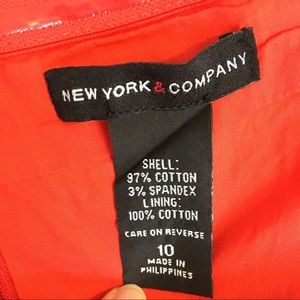 NEW YORK & COMPANY
SHELL:
97% COTTON
3% SPANDEX
LINING:
100% COTTON
CARE ON REVERSE
10
MADE IN
PHILIPPINES